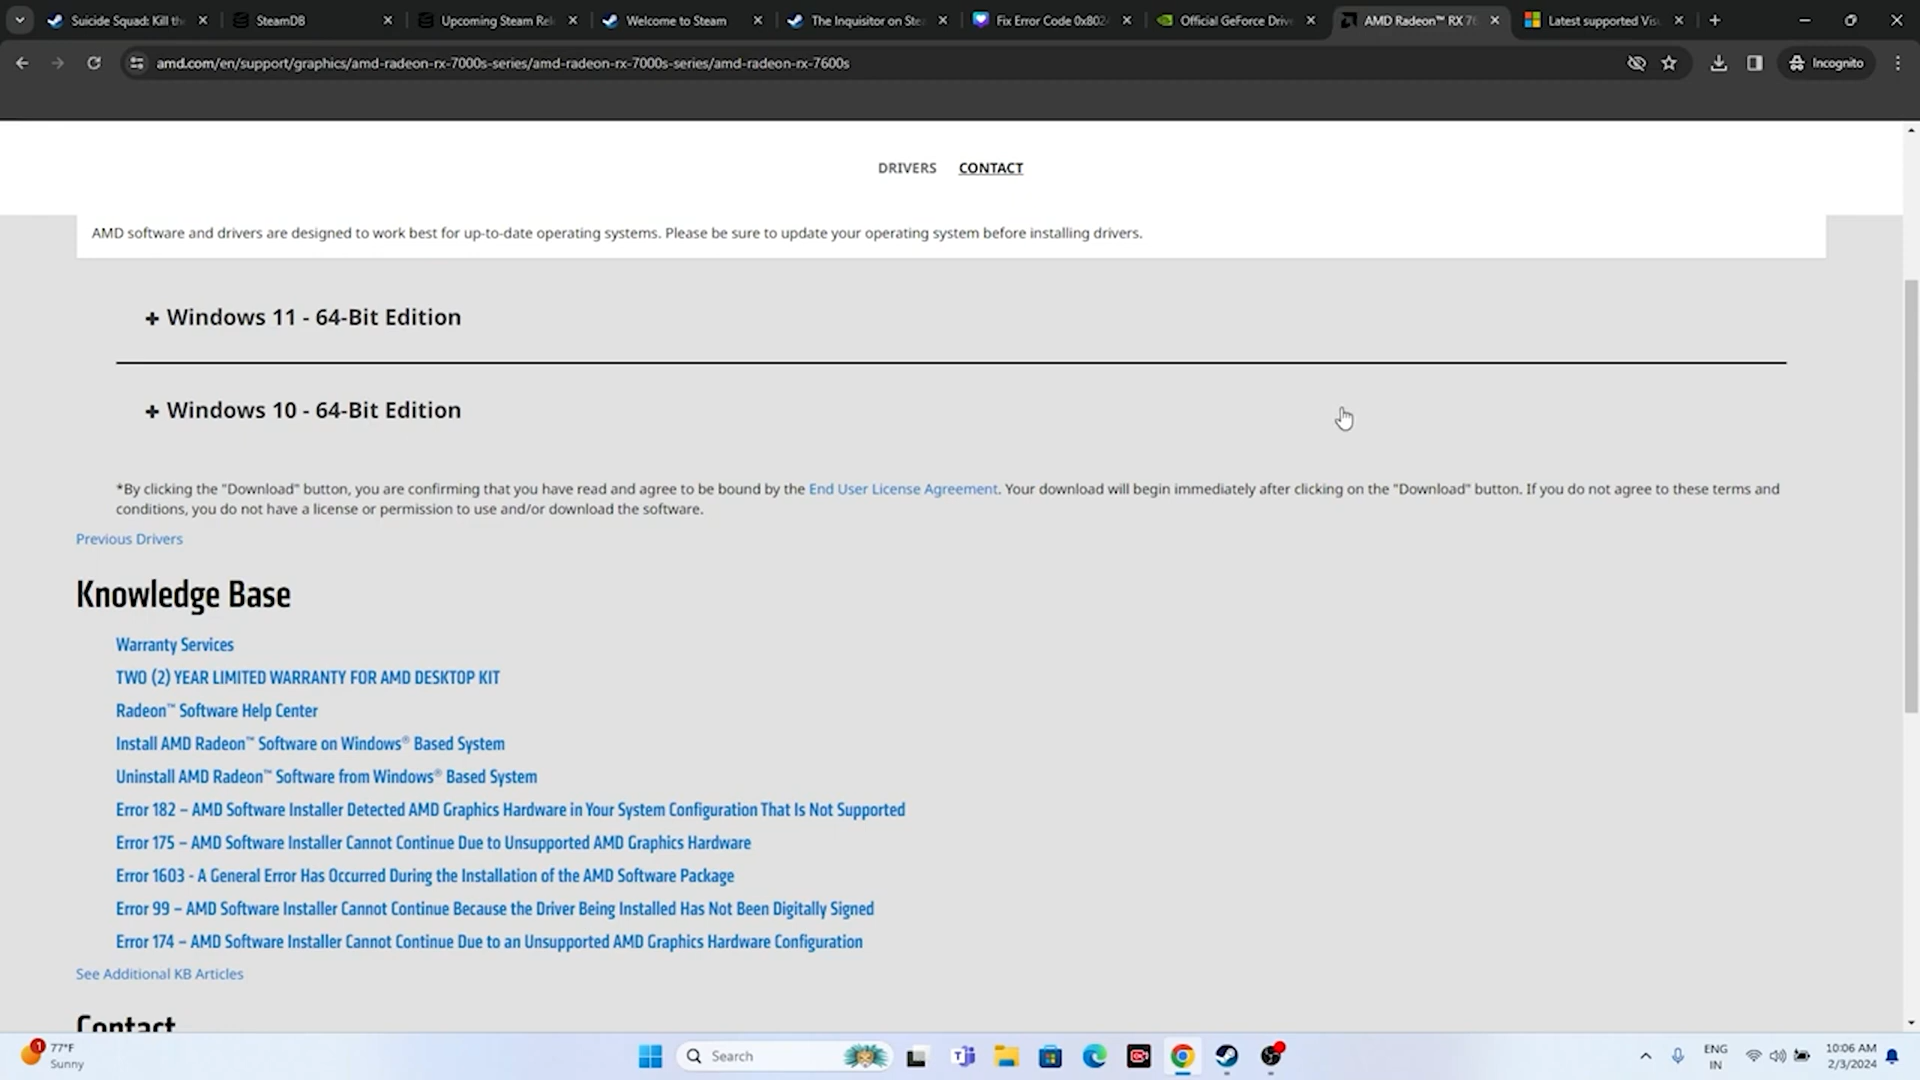 Suicide Squad: Kill th
SteamDB
Upcoming Steam Rel
Welcome to Steam
The Inquisitor on Ste
Fix Error Code 0x802
Official GeForce Driv
AMD Radeon™ RX 76
Latest supported Vis
amd.com/en/support/graphics/amd-radeon-rx-7000s-series/amd-radeon-rx-7000s-series/amd-radeon-rx-7600s
Incognito
DRIVERS CONTACT
AMD software and drivers are designed to work best for up-to-date operating systems. Please be sure to update your operating system before installing drivers.
+ Windows 11 - 64-Bit Edition
+ Windows 10 - 64-Bit Edition
*By clicking the "Download" button, you are confirming that you have read and agree to be bound by the End User License Agreement. Your download will begin immediately after clicking on the "Download" button. If you do not agree to these terms and
conditions, you do not have a license or permission to use and/or download the software.
Previous Drivers
Knowledge Base
Warranty Services
TWO (2) YEAR LIMITED WARRANTY FOR AMD DESKTOP KIT
Radeon™ Software Help Center
Install AMD Radeon™ Software on Windows® Based System
Uninstall AMD Radeon™ Software from Windows® Based System
Error 182 – AMD Software Installer Detected AMD Graphics Hardware in Your System Configuration That Is Not Supported
Error 175 – AMD Software Installer Cannot Continue Due to Unsupported AMD Graphics Hardware
Error 1603 - A General Error Has Occurred During the Installation of the AMD Software Package
Error 99 – AMD Software Installer Cannot Continue Because the Driver Being Installed Has Not Been Digitally Signed
Error 174 – AMD Software Installer Cannot Continue Due to an Unsupported AMD Graphics Hardware Configuration
See Additional KB Articles
Contact
1
77°F
Sunny
Search
ENG
IN
10:06 AM
2/3/2024